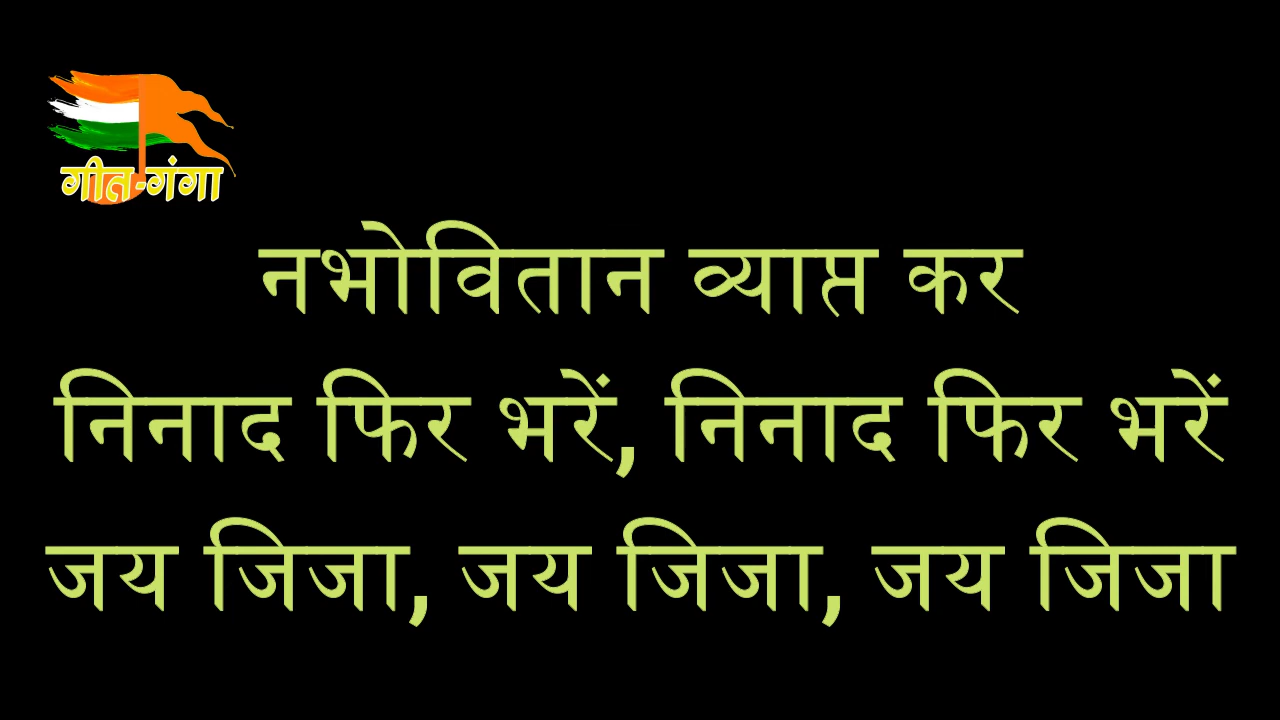 गीत-गंगा
नभोवितान व्याप्त कर
निनाद फिर भरें, निनाद फिर भरें
जय जिजा, जय जिजा, जय जिजा